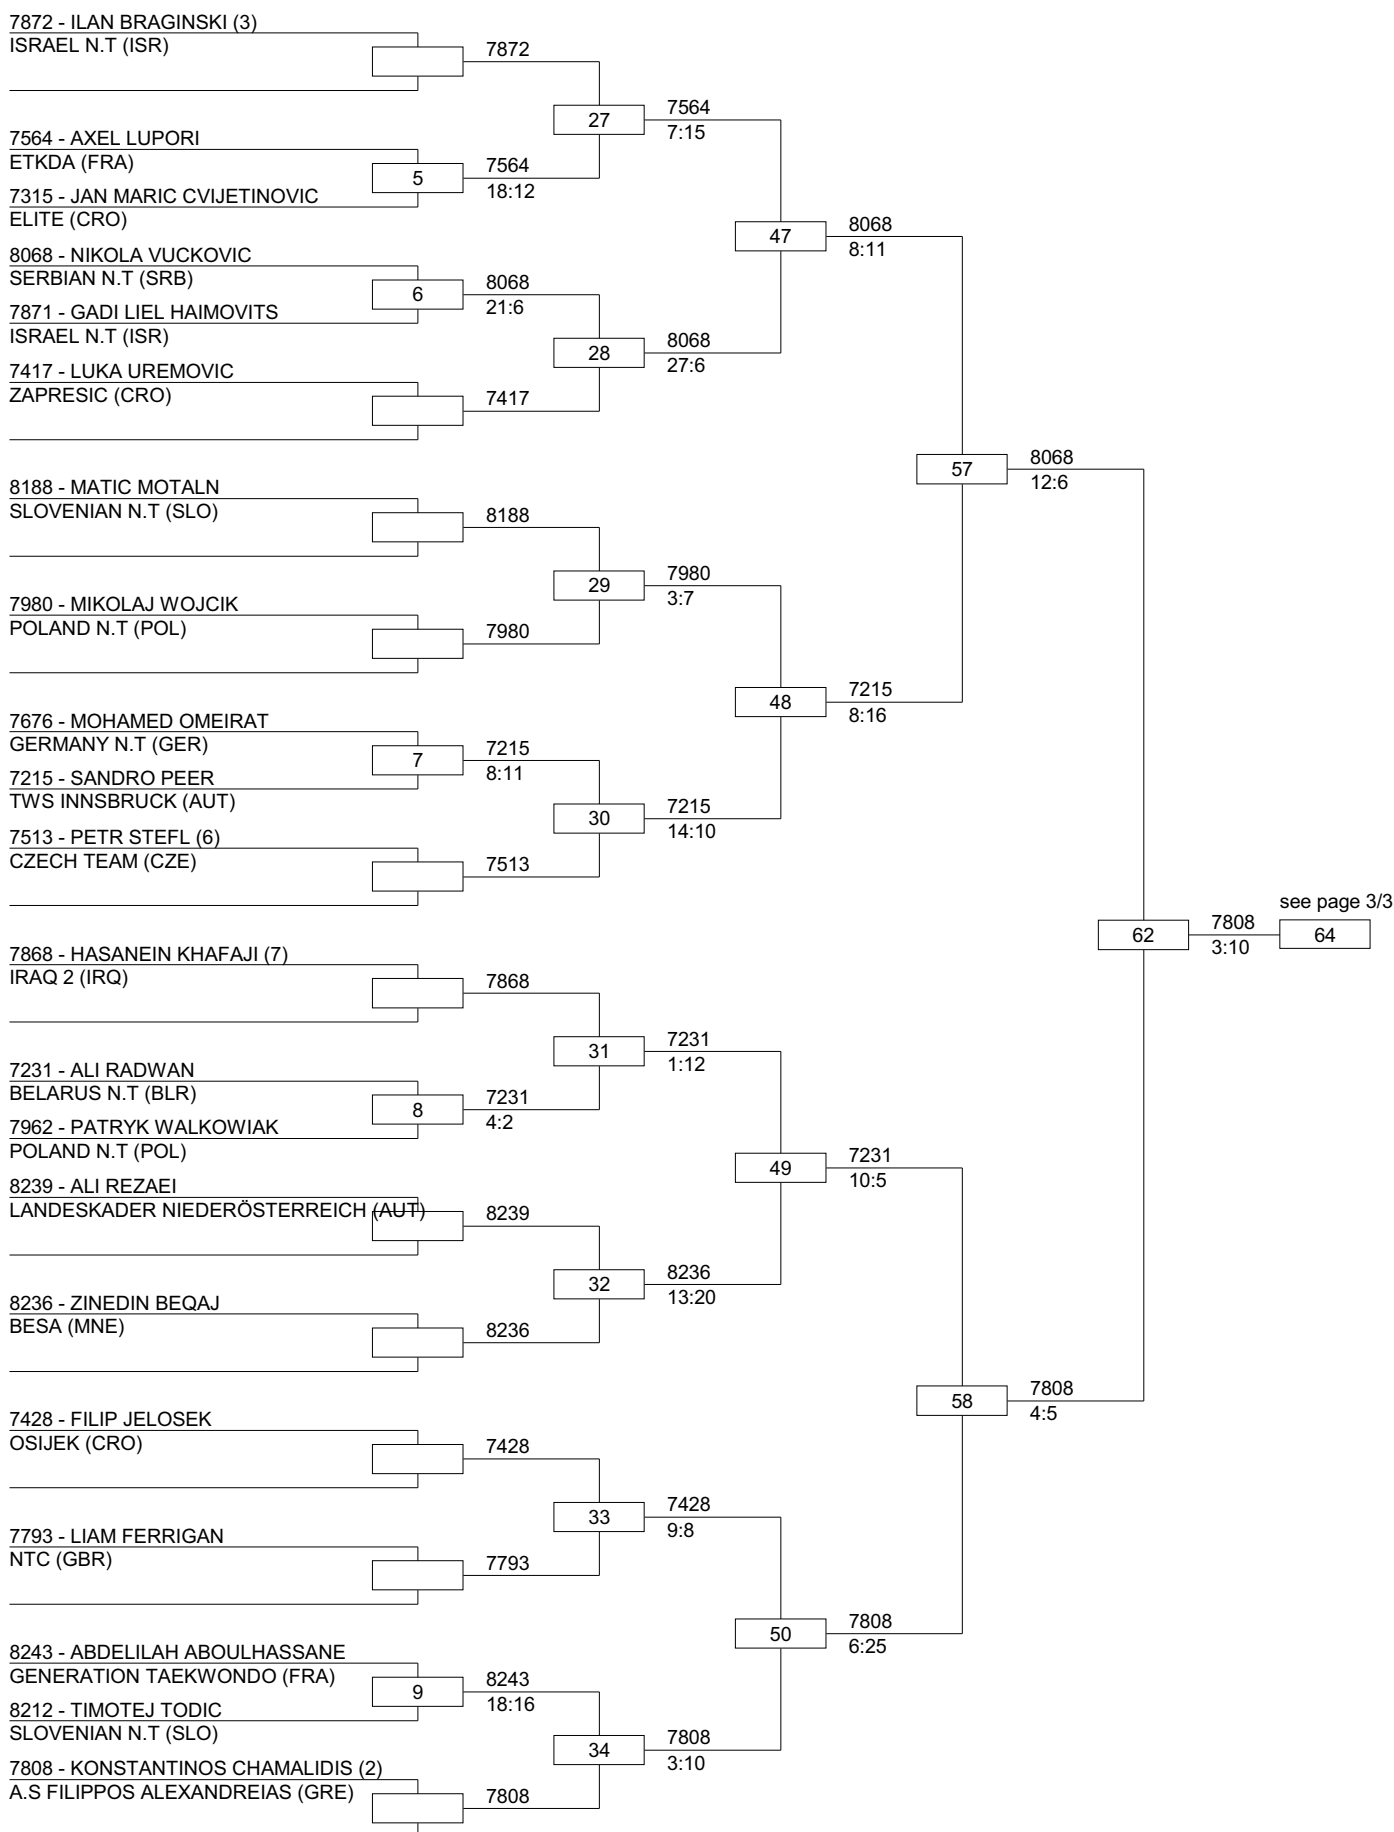 7872 - ILAN BRAGINSKI (3)
ISRAEL N.T (ISR)
7872
27
7564
7:15
7564 - AXEL LUPORI
ETKDA (FRA)
5
7564
18:12
7315 - JAN MARIC CVIJETINOVIC
ELITE (CRO)
47
8068
8:11
8068 - NIKOLA VUCKOVIC
SERBIAN N.T (SRB)
6
8068
21:6
7871 - GADI LIEL HAIMOVITS
ISRAEL N.T (ISR)
28
8068
27:6
7417 - LUKA UREMOVIC
ZAPRESIC (CRO)
7417
57
8068
12:6
8188 - MATIC MOTALN
SLOVENIAN N.T (SLO)
8188
29
7980
3:7
7980 - MIKOLAJ WOJCIK
POLAND N.T (POL)
7980
48
7215
8:16
7676 - MOHAMED OMEIRAT
GERMANY N.T (GER)
7
7215
8:11
7215 - SANDRO PEER
TWS INNSBRUCK (AUT)
30
7215
14:10
7513 - PETR STEFL (6)
CZECH TEAM (CZE)
7513
see page 3/3
62
7808
3:10
64
7868 - HASANEIN KHAFAJI (7)
IRAQ 2 (IRQ)
7868
31
7231
1:12
7231 - ALI RADWAN
BELARUS N.T (BLR)
8
7231
4:2
7962 - PATRYK WALKOWIAK
POLAND N.T (POL)
49
7231
10:5
8239 - ALI REZAEI
LANDESKADER NIEDERÖSTERREICH (AUT)
8239
32
8236
13:20
8236 - ZINEDIN BEQAJ
BESA (MNE)
8236
58
7808
4:5
7428 - FILIP JELOSEK
OSIJEK (CRO)
7428
33
7428
9:8
7793 - LIAM FERRIGAN
NTC (GBR)
7793
50
7808
6:25
8243 - ABDELILAH ABOULHASSANE
GENERATION TAEKWONDO (FRA)
9
8243
18:16
8212 - TIMOTEJ TODIC
SLOVENIAN N.T (SLO)
34
7808
3:10
7808 - KONSTANTINOS CHAMALIDIS (2)
A.S FILIPPOS ALEXANDREIAS (GRE)
7808